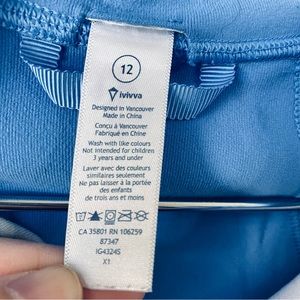 12
ivivva
Designed in Vancouver
Made in China
Conçu à Vancouver
Fabriqué en Chine
Wash with like colours
Not intended for children
3 years and under
Laver avec des couleurs
similaires seulement
Ne pas laisser à la portée
des enfants
de trois ans et moins
CA 35801 RN 106259
87347
IG4324S
X1